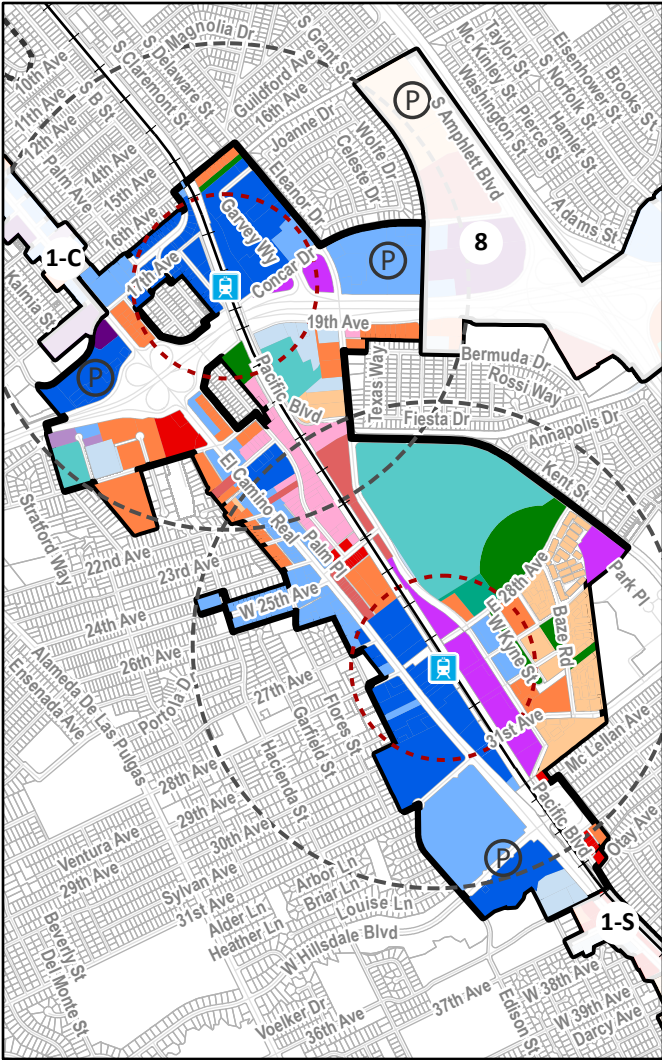 Magnolia Dr
S Grant St
S Delaware St
S Claremont St
10th Ave
11th Ave
12th Ave
S B St
Guildford Ave
16th Ave
Taylor St
Mc Kinley St
Eisenhower St
S Norfolk St
Brooks St
Washington St
Pierce St
Hamlet St
P
S Amphlett Blvd
Joanne Dr
Wolfe Dr
Celeste Dr
Eleanor Dr
Palm Ave
14th Ave
15th Ave
16th Ave
Adams St
Garvey Wy
8
1-C
17th Ave
Concar Dr
P
Kalmia St
19th Ave
Bermuda Dr
Rossi Way
Texas Way
Pacific Blvd
P
Fiesta Dr
Annapolis Dr
Kent St
El Camino Real
Stratford Way
Palm Pl
22nd Ave
23rd Ave
24th Ave
W 25th Ave
26th Ave
E 28th Ave
W Kyne St
Baze Rd
Park Pl
Alameda De Las Pulgas
Ensenada Ave
27th Ave
Flores St
31st Ave
Mc Lellan Ave
Hacienda St
Garfield St
28th Ave
29th Ave
30th Ave
Pacific Blvd
Otay Ave
Ventura Ave
29th Ave
P
Sylvan Ave
31st Ave
Arbor Ln
Briar Ln
Louise Ln
Alder Ln
Heather Ln
W Hillsdale Blvd
1-S
Beverly St
Del Monte St
Edison St
W 38th Ave
W 39th Ave
Darcy Ave
Voelker Dr
36th Ave
37th Ave